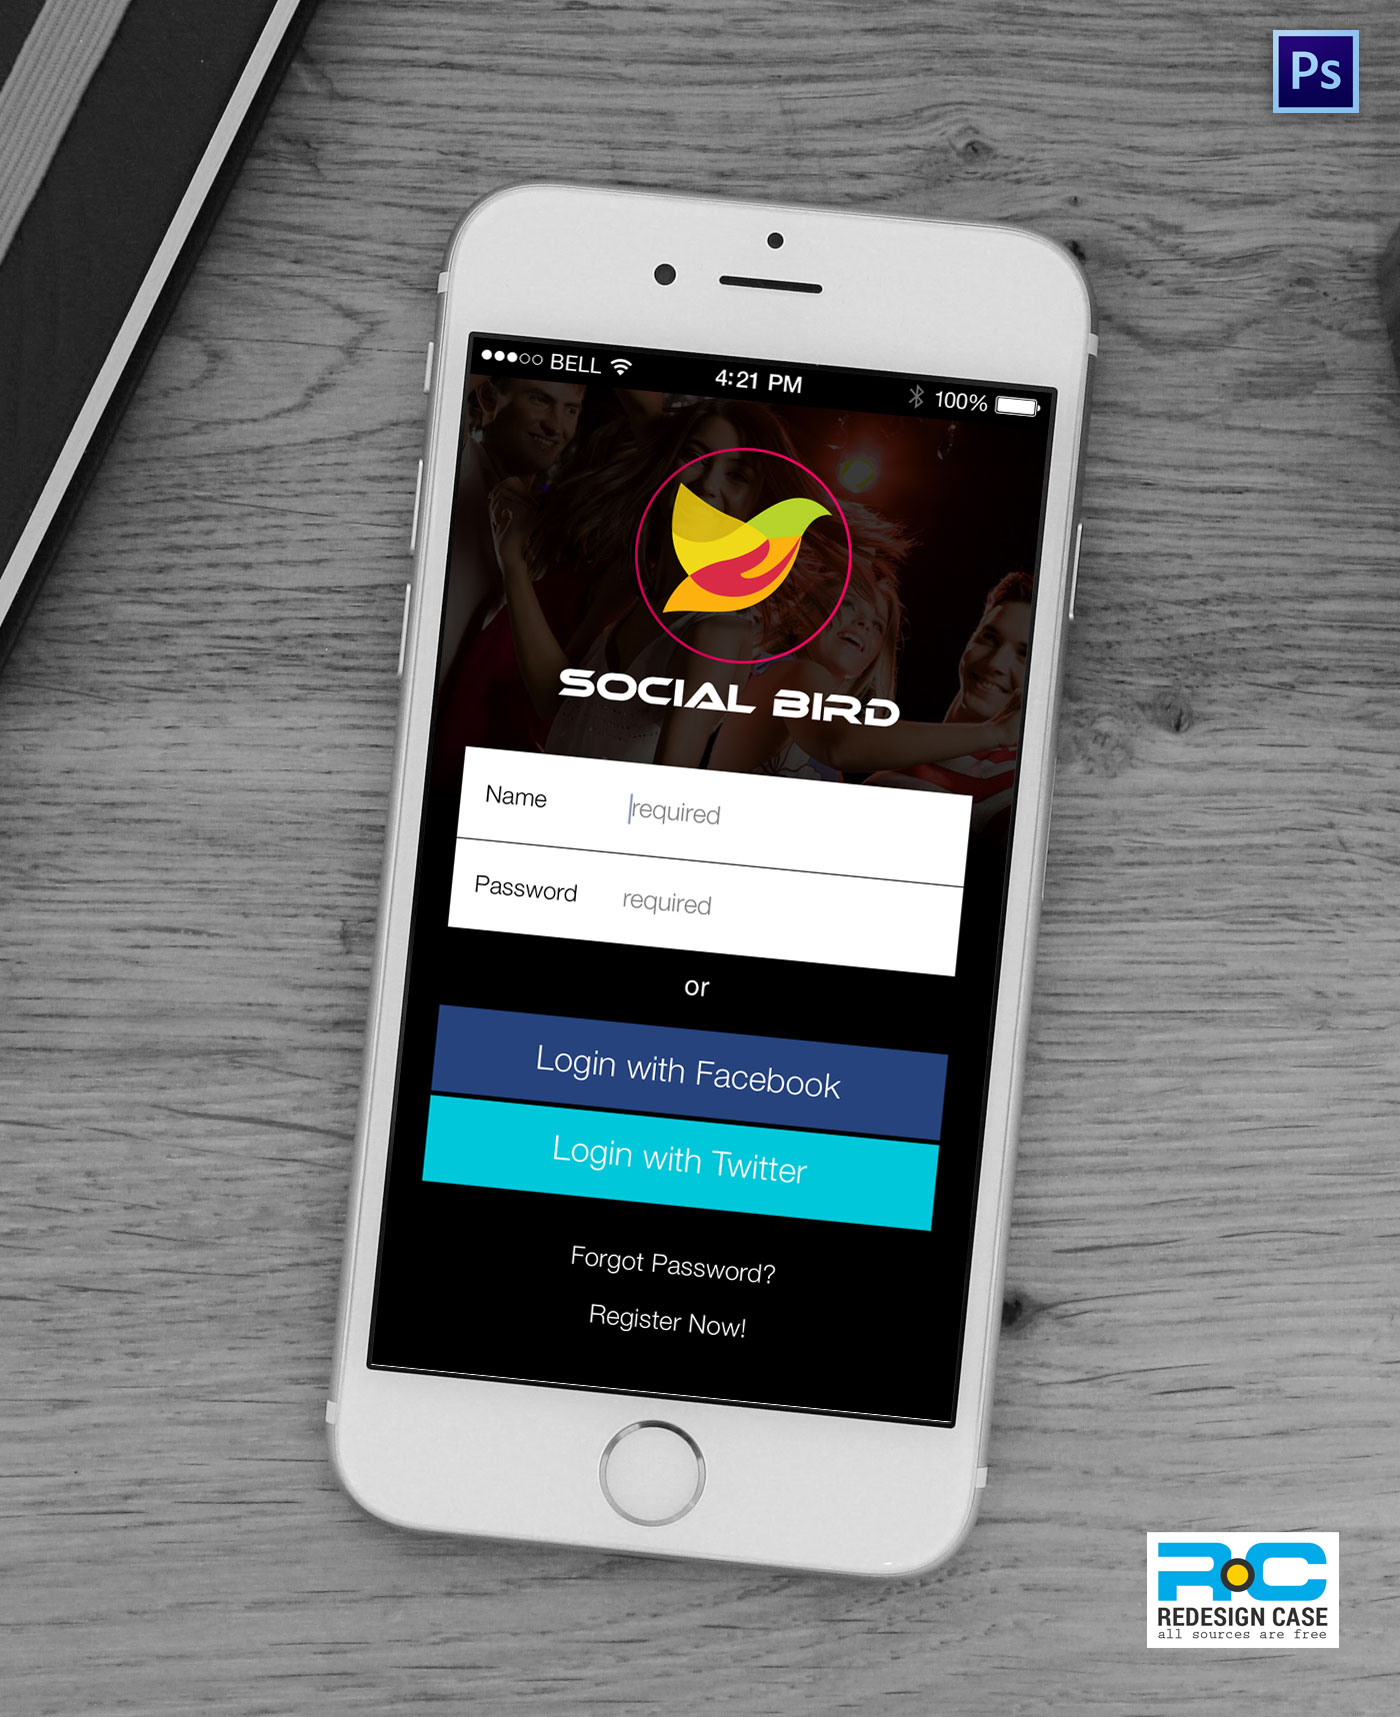 Ps
BELL 4:21 PM 100%
SOCIAL BIRD
Name required
Password required
or
Login with Facebook
Login with Twitter
Forgot Password?
Register Now!
RC
REDESIGN CASE
all sources are free